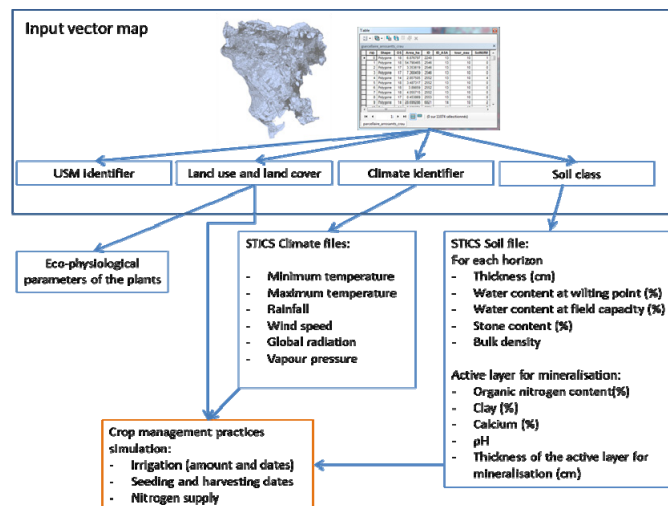 Input vector map
Table
USM identifier
Land use and land cover
Climate identifier
Soil class
Eco-physiological
parameters of the plants
STICS Climate files:
- Minimum temperature
- Maximum temperature
- Rainfall
- Wind speed
- Global radiation
- Vapour pressure
STICS Soil file:
For each horizon
- Thickness (cm)
- Water content at wilting point (%)
- Water content at field capacity (%)
- Stone content (%)
- Bulk density
Active layer for mineralisation:
- Organic nitrogen content(%)
- Clay (%)
- Calcium (%)
- pH
- Thickness of the active layer for
mineralisation (cm)
Crop management practices
simulation:
- Irrigation (amount and dates)
- Seeding and harvesting dates
- Nitrogen supply